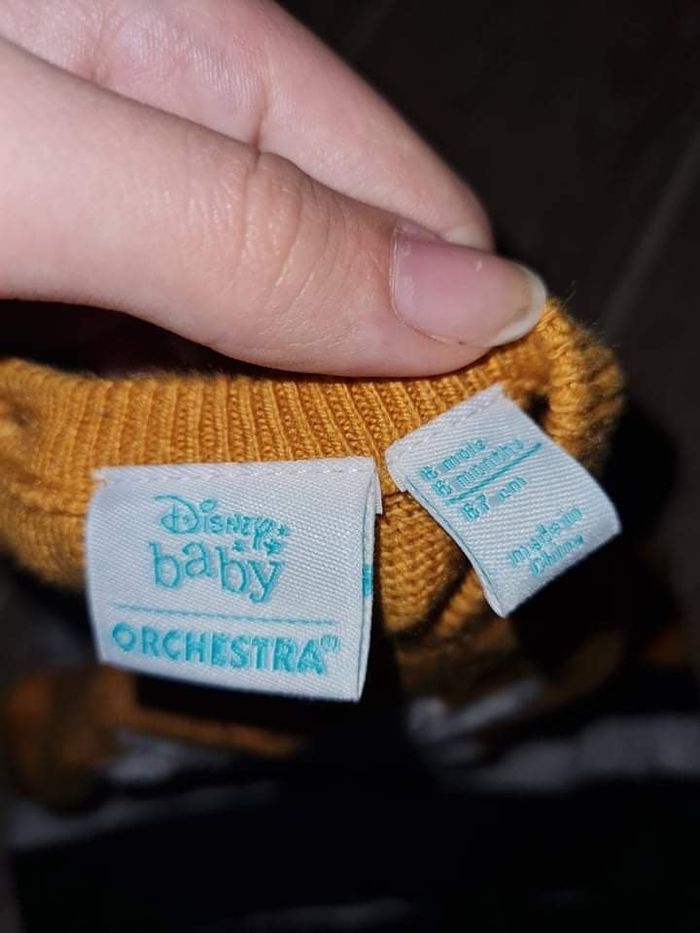 Disney
baby
ORCHESTRA
6 mois
6 months
67 cm
made in
China